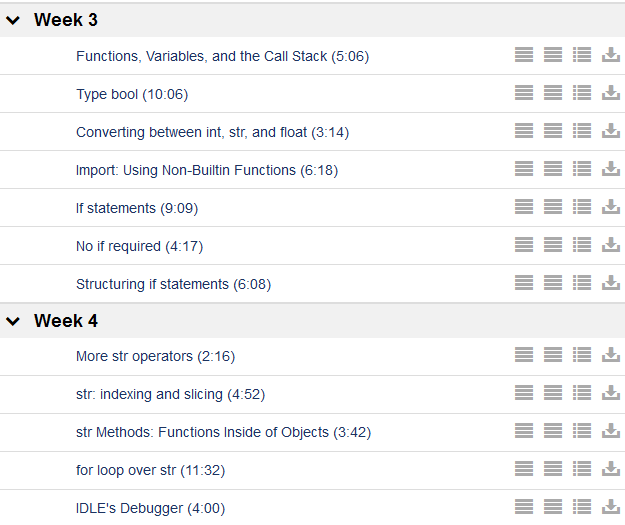 Week 3
Functions, Variables, and the Call Stack (5:06)
Type bool (10:06)
Converting between int, str, and float (3:14)
Import: Using Non-Builtin Functions (6:18)
If statements (9:09)
No if required (4:17)
Structuring if statements (6:08)
Week 4
More str operators (2:16)
str: indexing and slicing (4:52)
str Methods: Functions Inside of Objects (3:42)
for loop over str (11:32)
IDLE's Debugger (4:00)